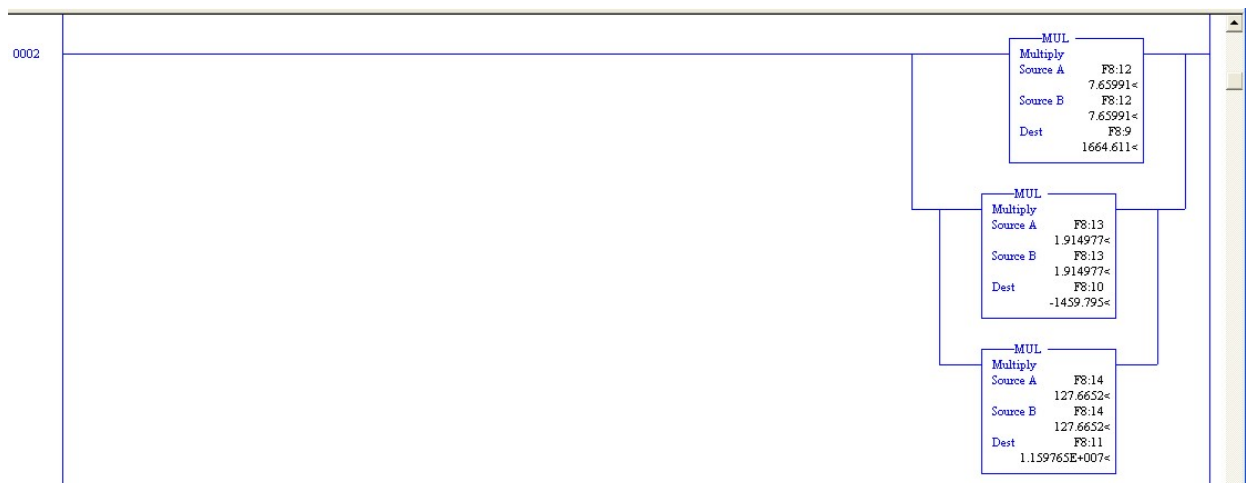 0002
MUL
Multiply
Source A F8:12
7.65991<
Source B F8:12
7.65991<
Dest F8:9
1664.611<
MUL
Multiply
Source A F8:13
1.914977<
Source B F8:13
1.914977<
Dest F8:10
-1459.795<
MUL
Multiply
Source A F8:14
127.6652<
Source B F8:14
127.6652<
Dest F8:11
1.159765E+007<